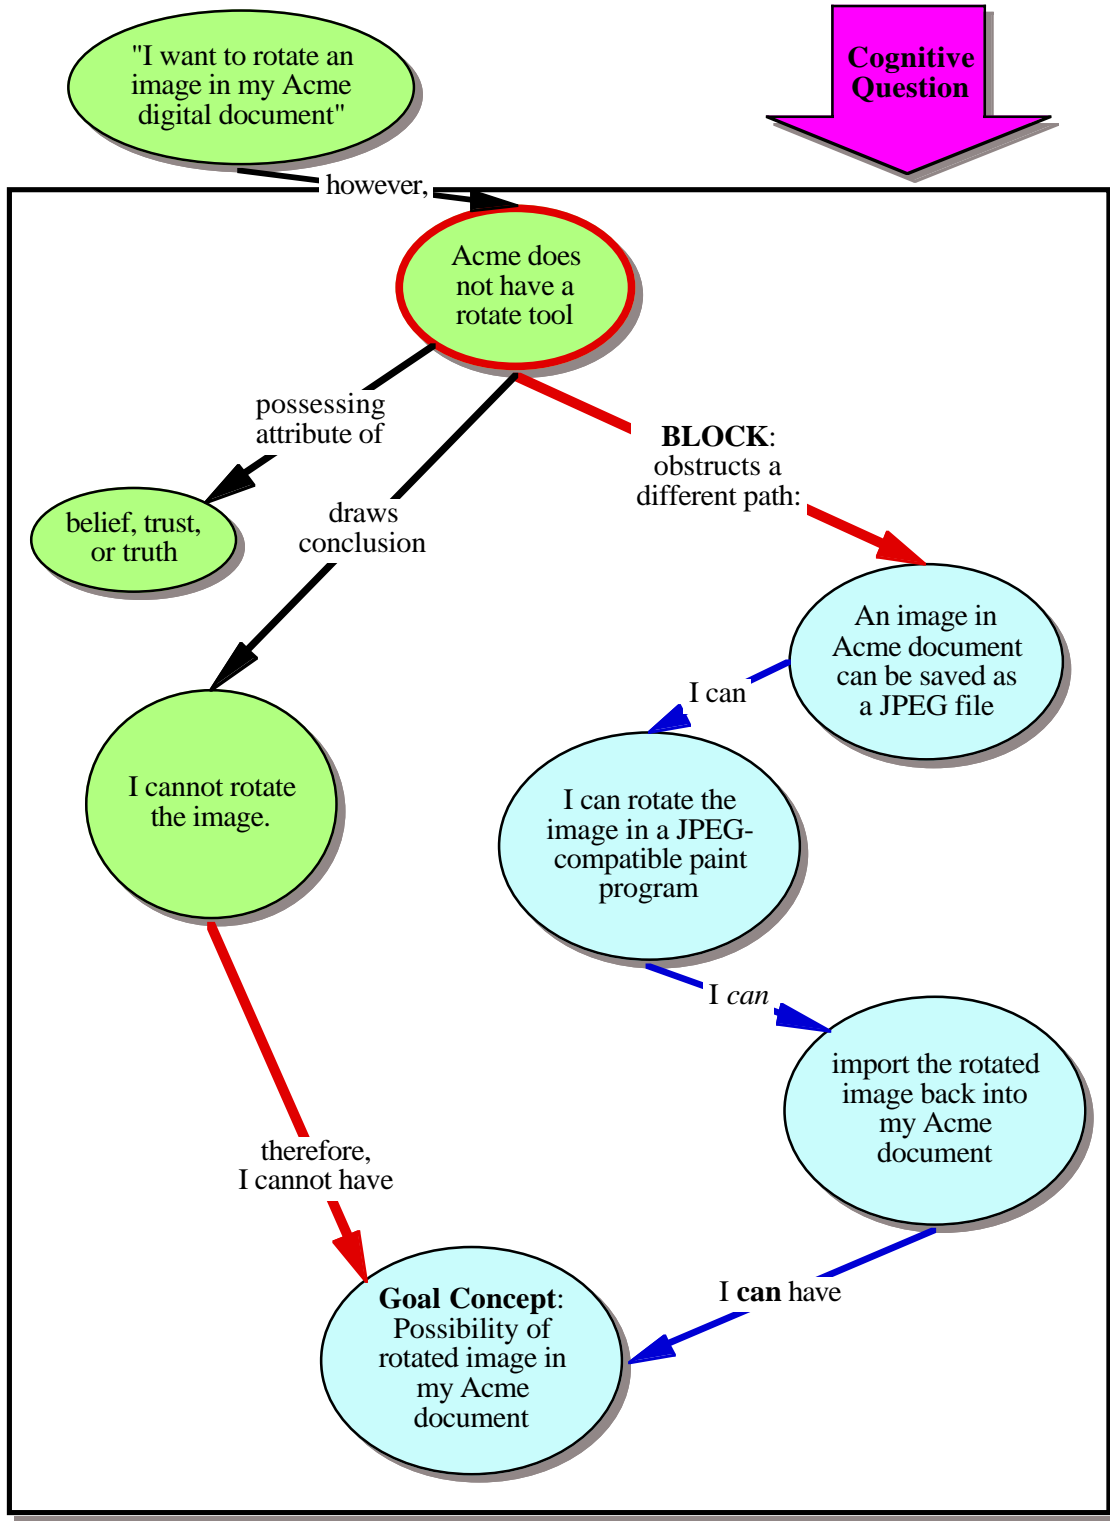 "I want to rotate an
image in my Acme
digital document"
Cognitive
Question
however,
Acme does
not have a
rotate tool
possessing
attribute of
belief, trust,
or truth
draws
conclusion
BLOCK:
obstructs a
different path:
An image in
Acme document
can be saved as
a JPEG file
I can
I can rotate the
image in a JPEG-
compatible paint
program
I cannot rotate
the image.
I can
import the rotated
image back into
my Acme
document
therefore,
I cannot have
I can have
Goal Concept:
Possibility of
rotated image in
my Acme
document